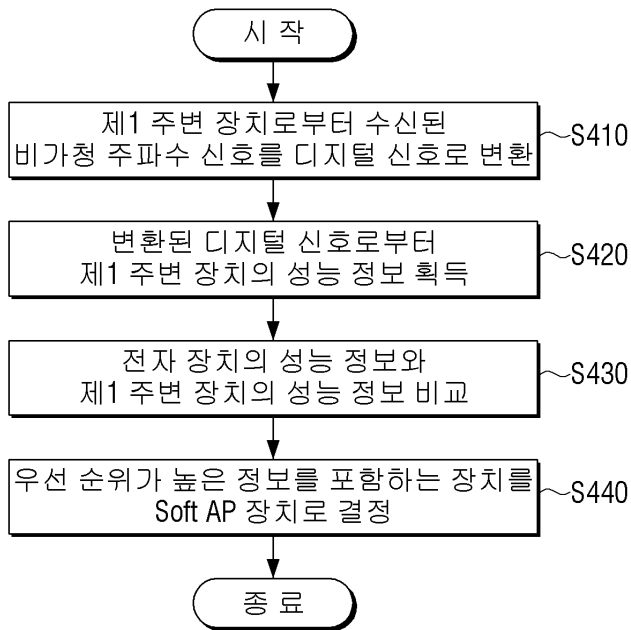 시 작
제1 주변 장치로부터 수신된
비가청 주파수 신호를 디지털 신호로 변환
S410
변환된 디지털 신호로부터
제1 주변 장치의 성능 정보 획득
S420
전자 장치의 성능 정보와
제1 주변 장치의 성능 정보 비교
S430
우선 순위가 높은 정보를 포함하는 장치를
Soft AP 장치로 결정
S440
종 료